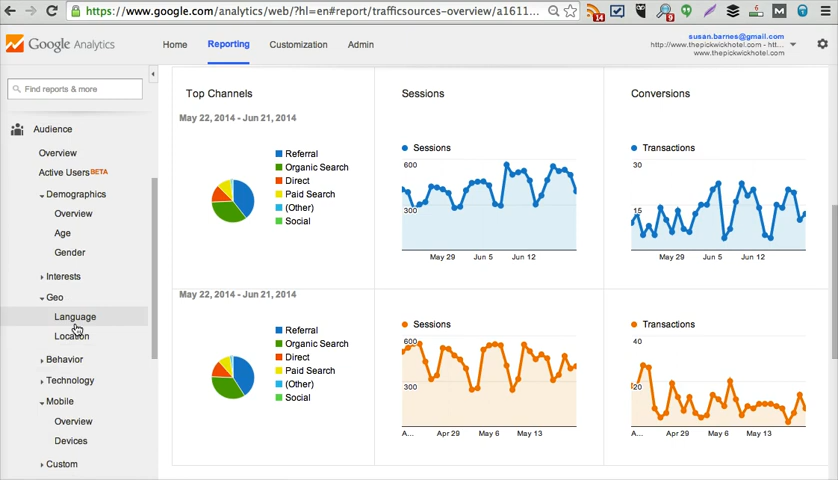 https://www.google.com/analytics/web/?hl=en#report/trafficsources-overview/a1611...
14
9
6
Google Analytics
Home
Reporting
Customization
Admin
susan.barnes@gmail.com
http://www.thepickwickhotel.com - htt...
www.thepickwickhotel.com
Find reports & more
Audience
Overview
Active Users BETA
Demographics
Overview
Age
Gender
Interests
Geo
Language
Location
Behavior
Technology
Mobile
Overview
Devices
Custom
Top Channels
Sessions
Conversions
May 22, 2014 - Jun 21, 2014
Referral
Organic Search
Direct
Paid Search
(Other)
Social
Sessions
600
300
May 29
Jun 5
Jun 12
Transactions
30
15
May 29
Jun 5
Jun 12
May 22, 2014 - Jun 21, 2014
Referral
Organic Search
Direct
Paid Search
(Other)
Social
Sessions
600
300
A...
Apr 29
May 6
May 13
Transactions
40
20
A...
Apr 29
May 6
May 13